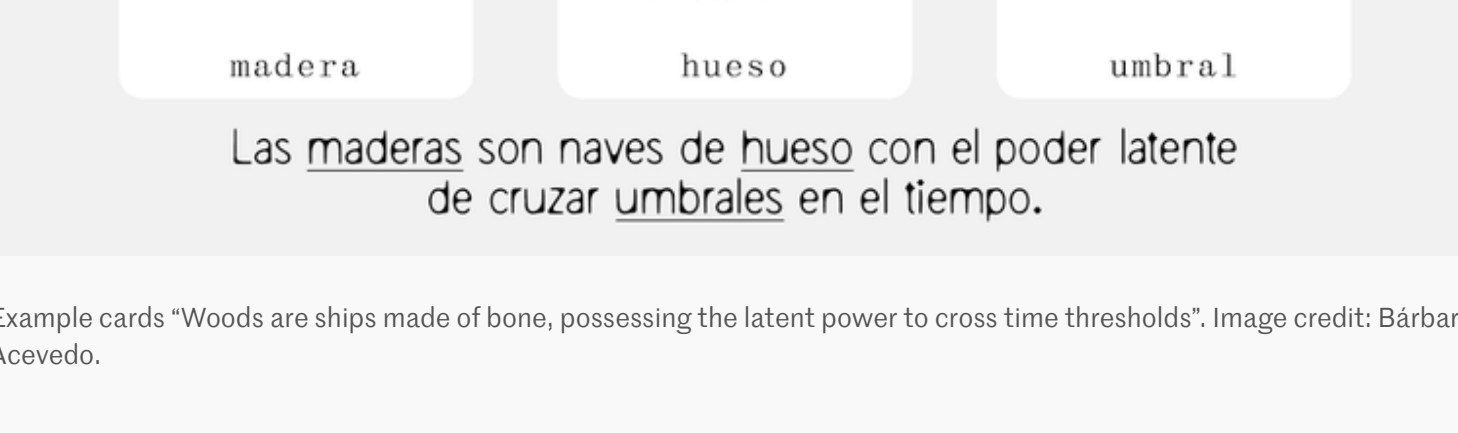 madera hueso umbral
Las maderas son naves de hueso con el poder latente
de cruzar umbrales en el tiempo.
Example cards “Woods are ships made of bone, possessing the latent power to cross time thresholds”. Image credit:
Acevedo.